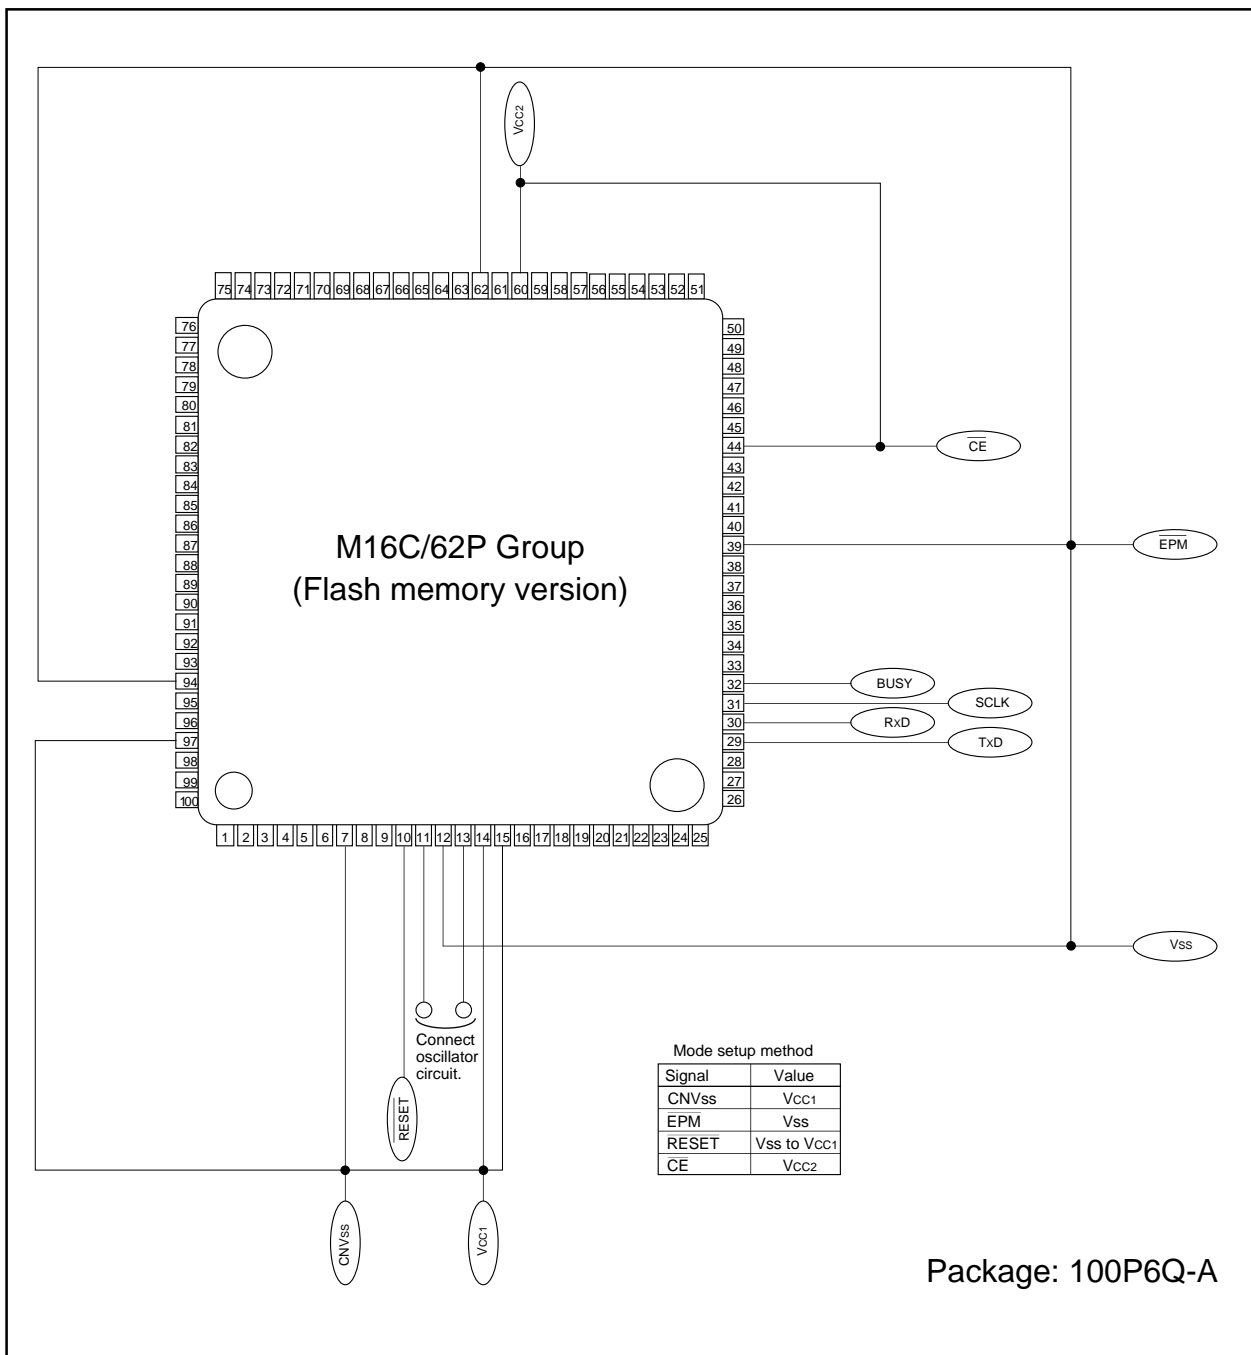 VCC2
75 74 73 72 71 70 69 68 67 66 65 64 63 62 61 60 59 58 57 56 55 54 53 52 51
76
77
78
79
80
81
82
83
84
85
86
87
88
89
90
91
92
93
94
95
96
97
98
99
100
50
49
48
47
46
45
44
43
42
41
40
39
38
37
36
35
34
33
32
31
30
29
28
27
26
CE
EPM
M16C/62P Group
(Flash memory version)
BUSY
SCLK
RxD
TxD
1 2 3 4 5 6 7 8 9 10 11 12 13 14 15 16 17 18 19 20 21 22 23 24 25
Vss
Connect
oscillator
circuit.
RESET
CNVss
VCC1
Mode setup method
Signal Value
CNVss VCC1
EPM Vss
RESET Vss to VCC1
CE VCC2
Package: 100P6Q-A